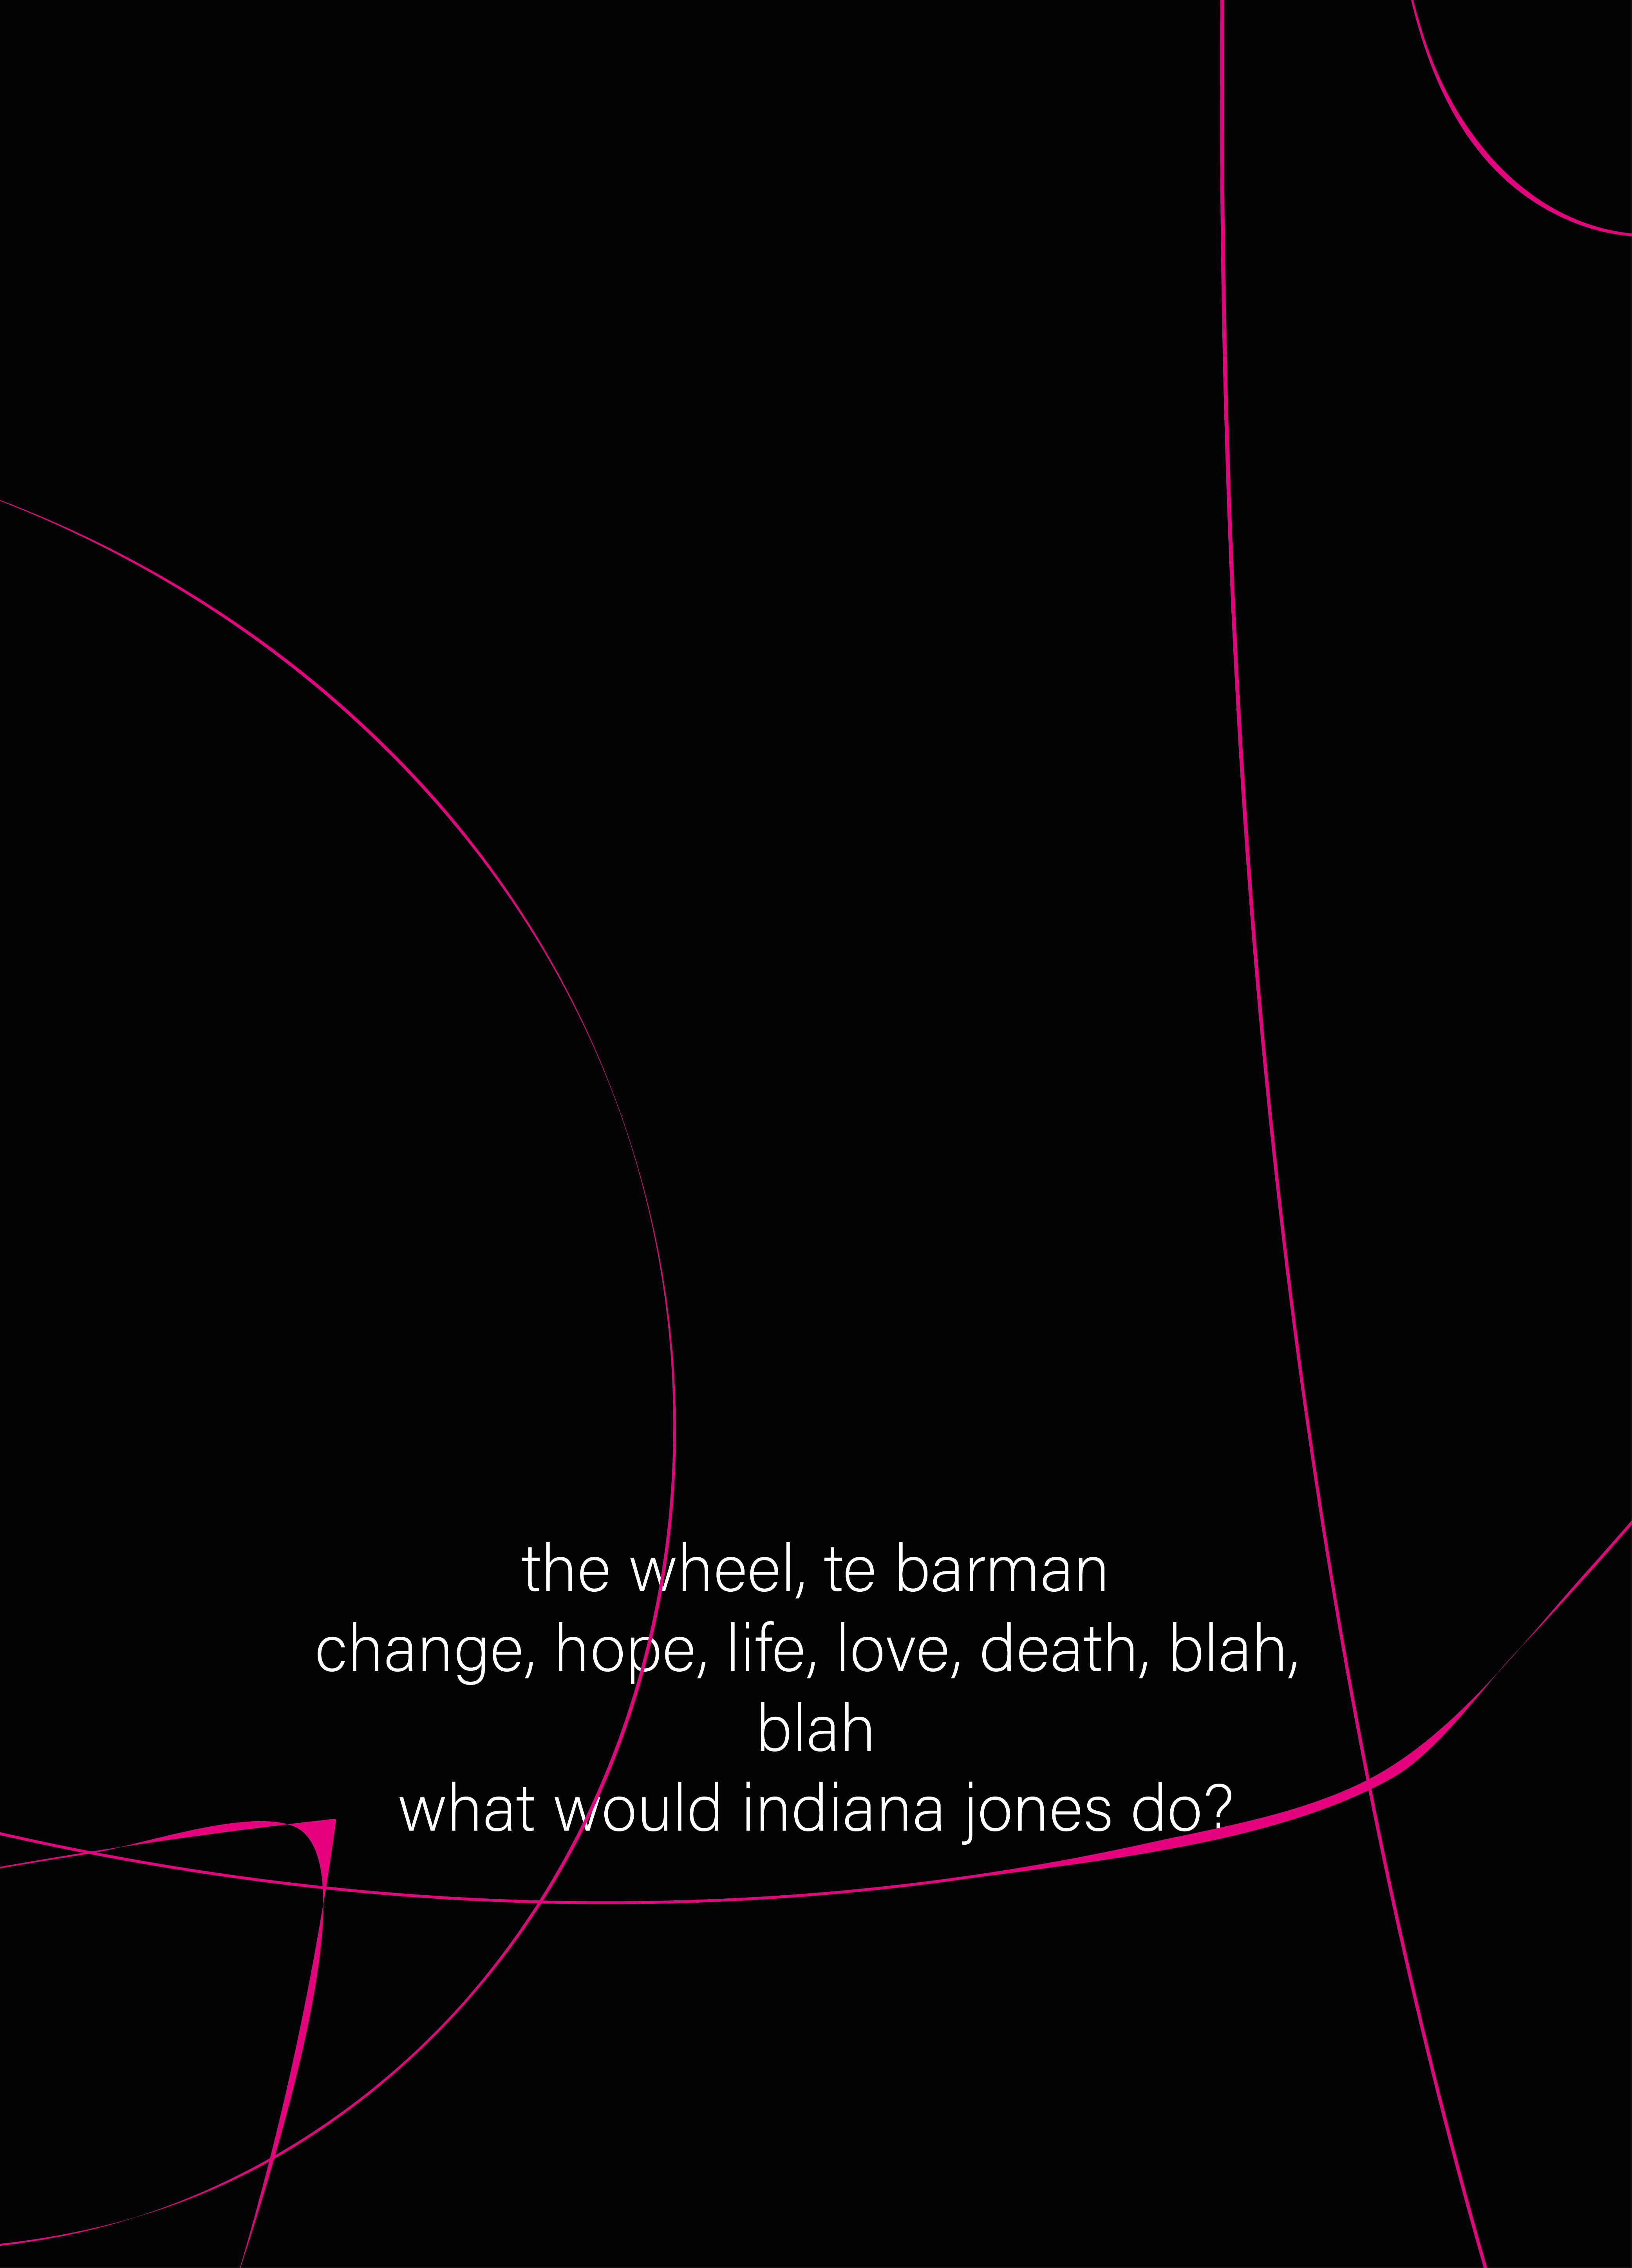 the wheel, te barman
change, hope, life, love, death, blah,
blah
what would indiana jones do?